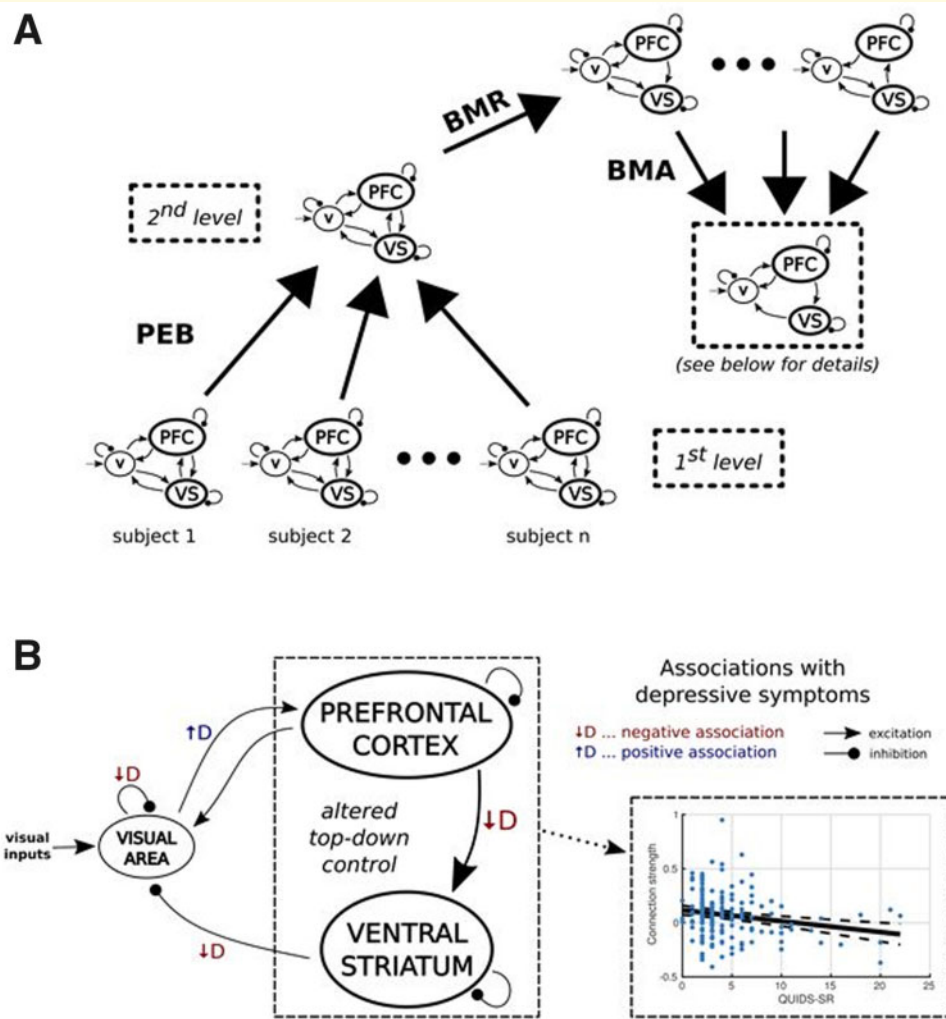 A
PFC
v
VS
PFC
v
VS
BMR
BMA
2nd level
PFC
v
VS
PFC
v
VS
(see below for details)
PEB
PFC
v
VS
PFC
v
VS
PFC
v
VS
1st level
subject 1
subject 2
subject n
B
Associations with
depressive symptoms
↓D ... negative association
↑D ... positive association
excitation
inhibition
PREFRONTAL
CORTEX
↑D
↓D
altered
top-down
control
↓D
visual
inputs
VISUAL
AREA
VENTRAL
STRIATUM
↓D
Connection strength
1
0.5
0
-0.5
0
5
10
15
20
25
QUIDS-SR